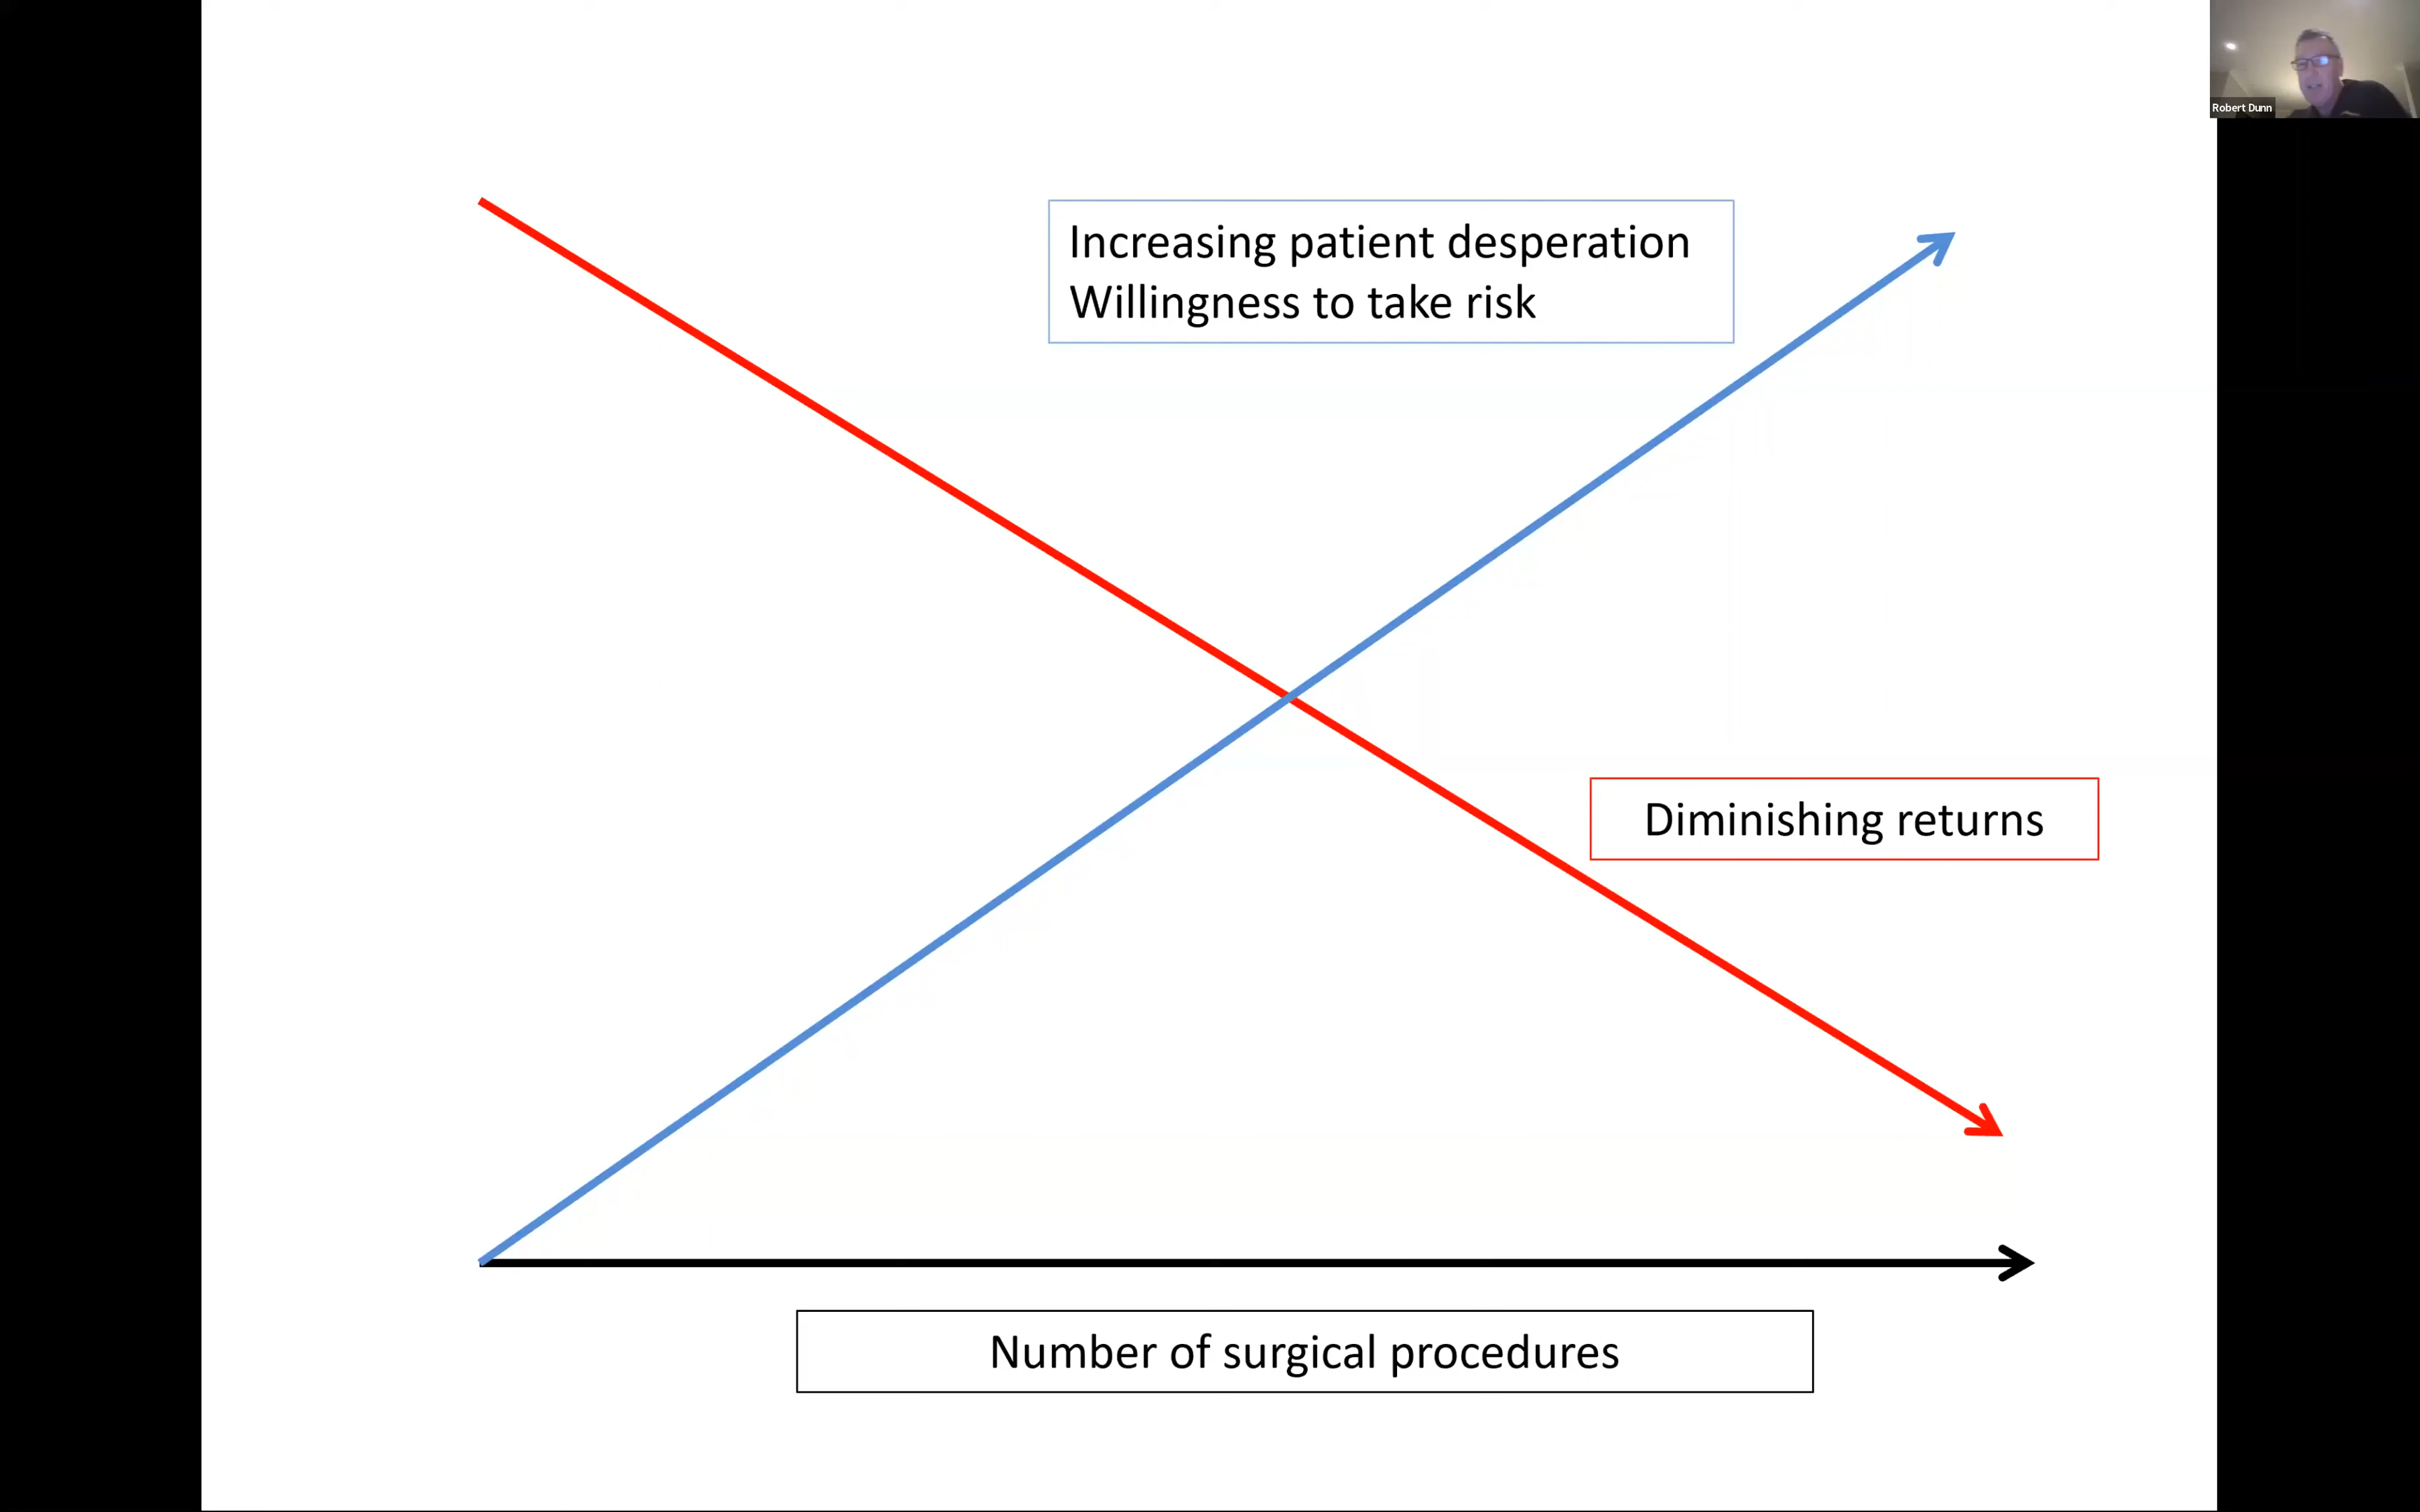 Robert Dunn
Increasing patient desperation
Willingness to take risk
Diminishing returns
Number of surgical procedures